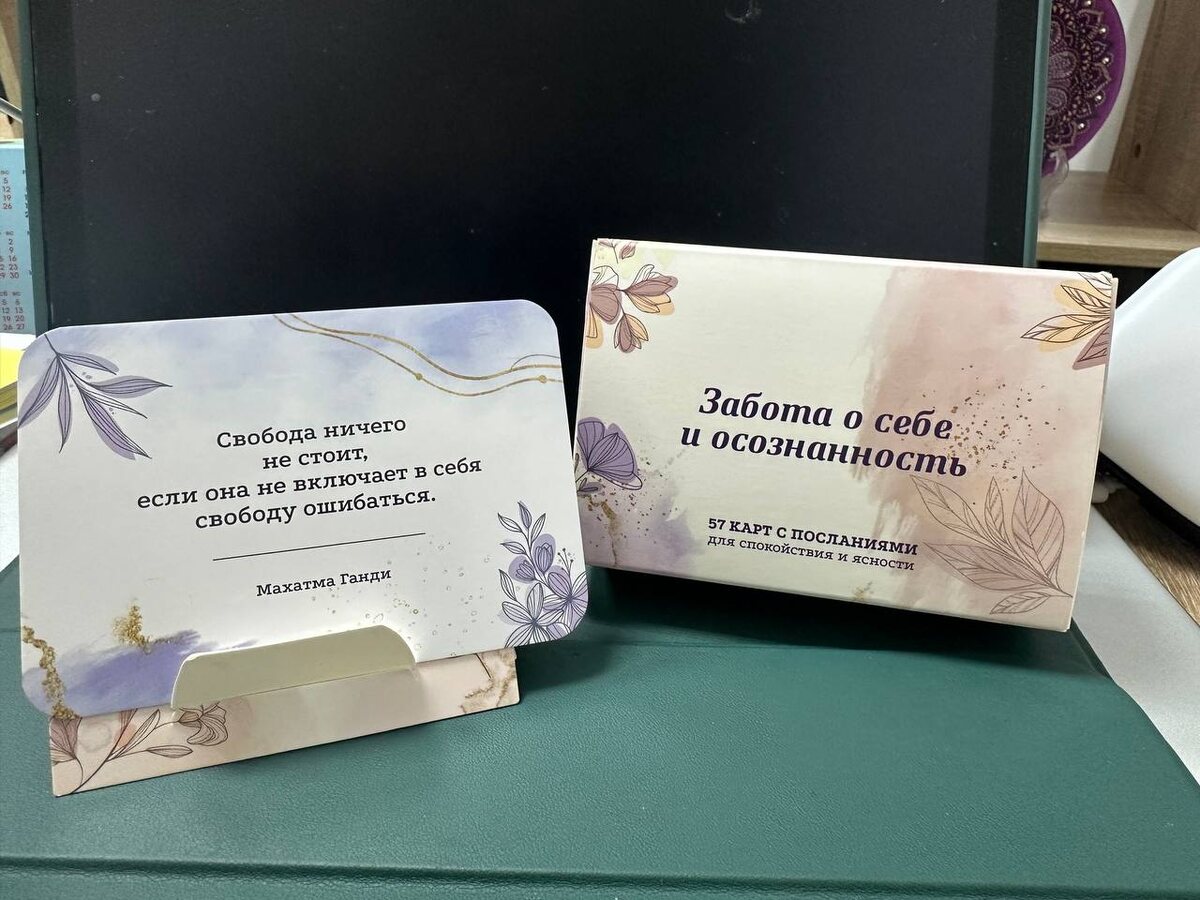 Свобода ничего
не стоит,
если она не включает в себя
свободу ошибаться.
Махатма Ганди
Забота о себе
и осознанность
57 КАРТ С ПОСЛАНИЯМИ
для спокойствия и ясности